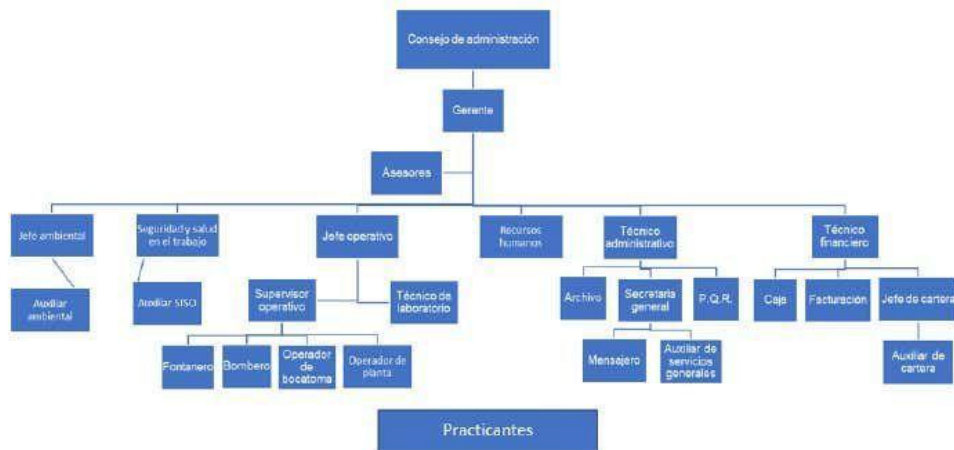 Consejo de administración
Gerente
Asesores
Jefe ambiental
Seguridad y salud
en el trabajo
Jefe operativo
Recursos
humanos
Técnico
administrativo
Técnico
financiero
Auxiliar
ambiental
Auxiliar SISO
Supervisor
operativo
Técnico de
laboratorio
Archivo
Secretaria
general
P.Q.R.
Caja
Facturación
Jefe de cartera
Fontanero
Bombero
Operador
de
bocatoma
Operador de
planta
Mensajero
Auxiliar de
servicios
generales
Auxiliar de
cartera
Practicantes